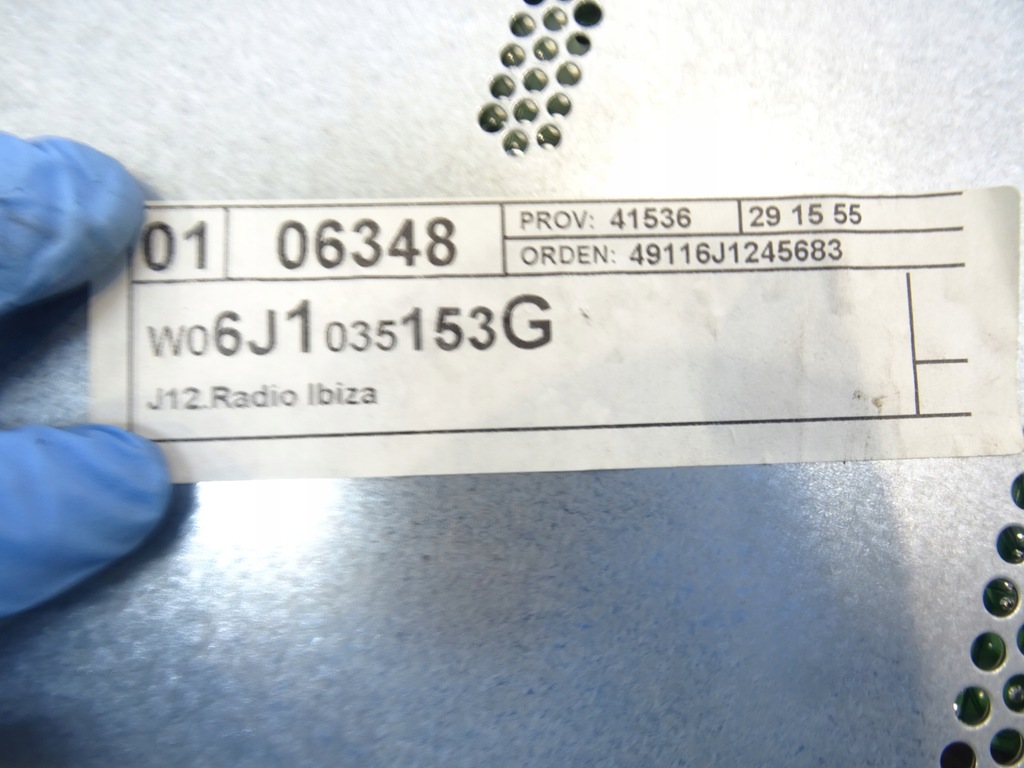 01 06348 PROV: 41536 29 15 55
ORDEN: 49116J1245683
W06J1035153G
J12.Radio Ibiza